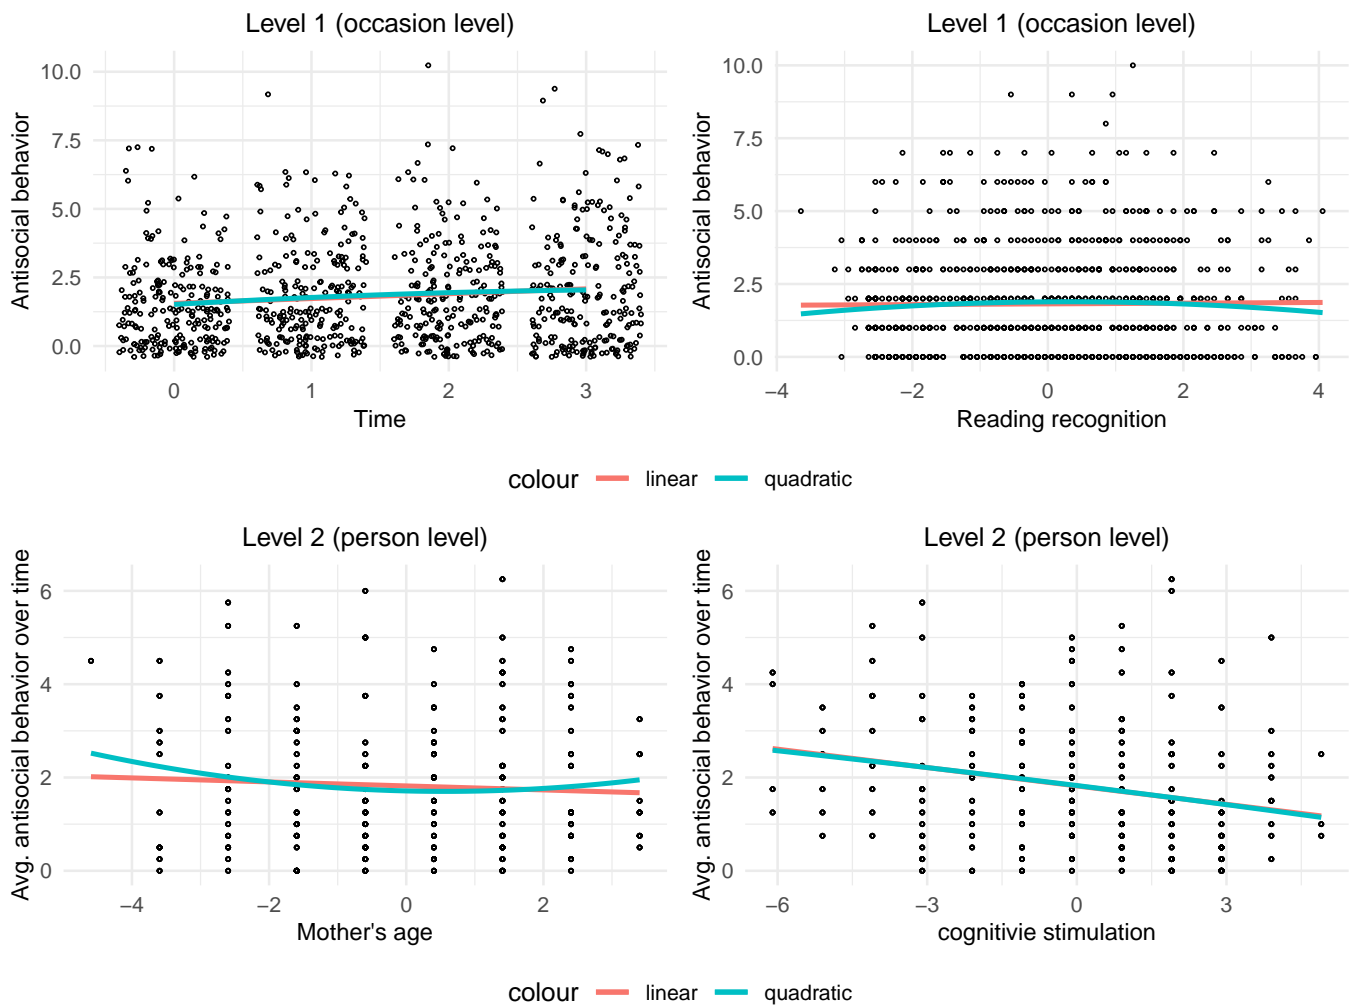 Level 1 (occasion level)
Antisocial behavior
10.0
7.5
5.0
2.5
0.0
0 1 2 3
Time
Level 1 (occasion level)
Antisocial behavior
10.0
7.5
5.0
2.5
0.0
−4 −2 0 2 4
Reading recognition
colour linear quadratic
Level 2 (person level)
Avg. antisocial behavior over time
6
4
2
0
−4 −2 0 2
Mother's age
Level 2 (person level)
Avg. antisocial behavior over time
6
4
2
0
−6 −3 0 3
cognitivie stimulation
colour linear quadratic